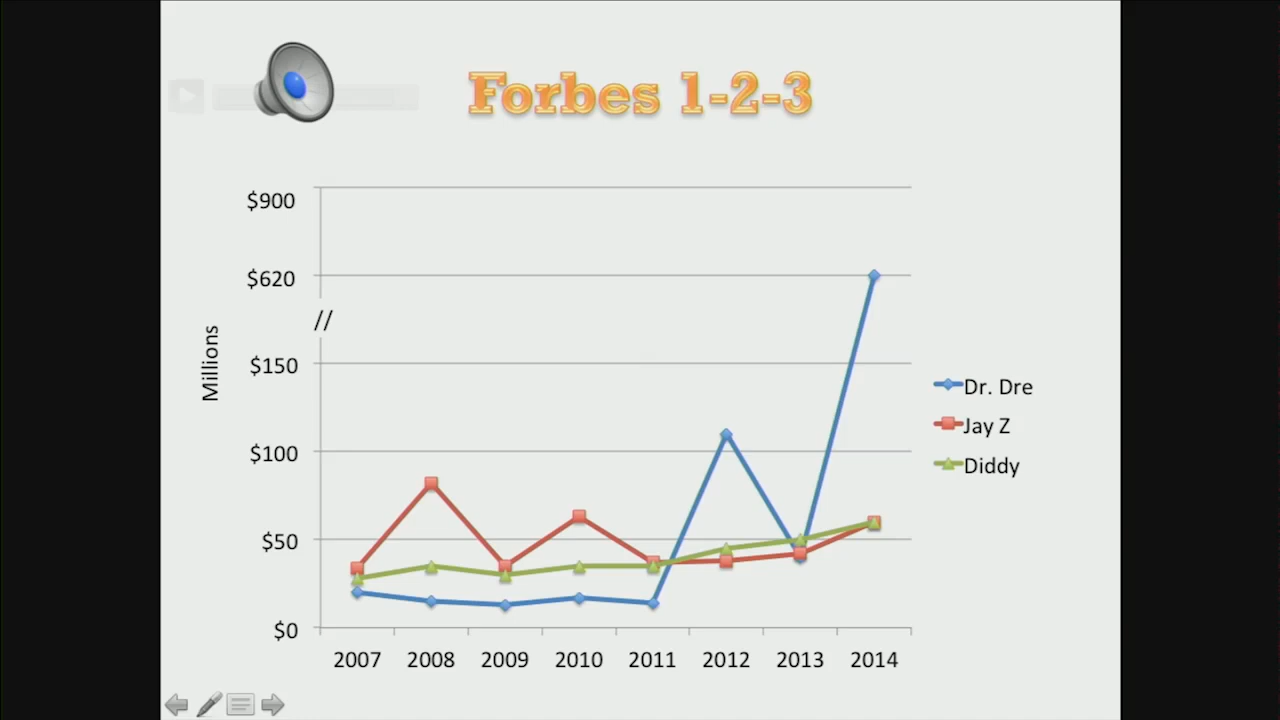 Forbes 1-2-3
$900
$620
//
$150
$100
$50
$0
Millions
2007 2008 2009 2010 2011 2012 2013 2014
Dr. Dre
Jay Z
Diddy